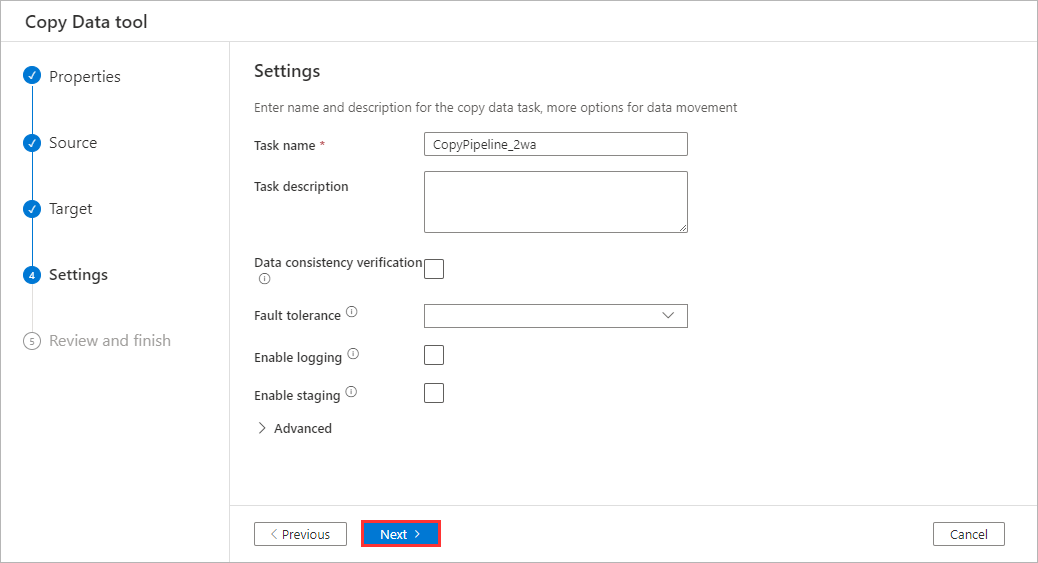 Copy Data tool
Properties
Source
Target
4 Settings
5 Review and finish
Settings
Enter name and description for the copy data task, more options for data movement
Task name * CopyPipeline_2wa
Task description
Data consistency verification
Fault tolerance
Enable logging
Enable staging
Advanced
Previous Next Cancel